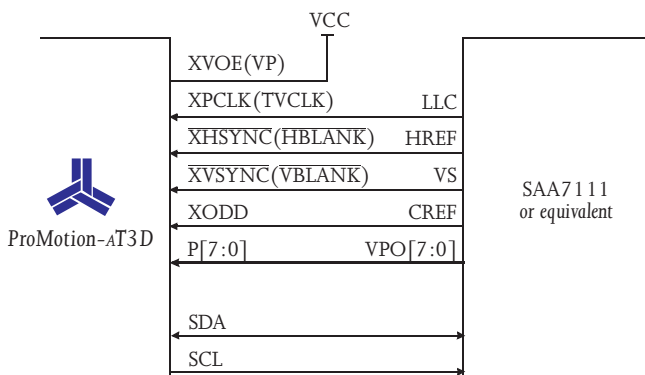 VCC
XVOE(VP)
XPCLK(TVCLK) LLC
XHSYNC(HBLANK) HREF
XVSYNC(VBLANK) VS
XODD CREF
P[7:0] VPO[7:0]
SDA
SCL
ProMotion-AT3D
SAA7111
or equivalent